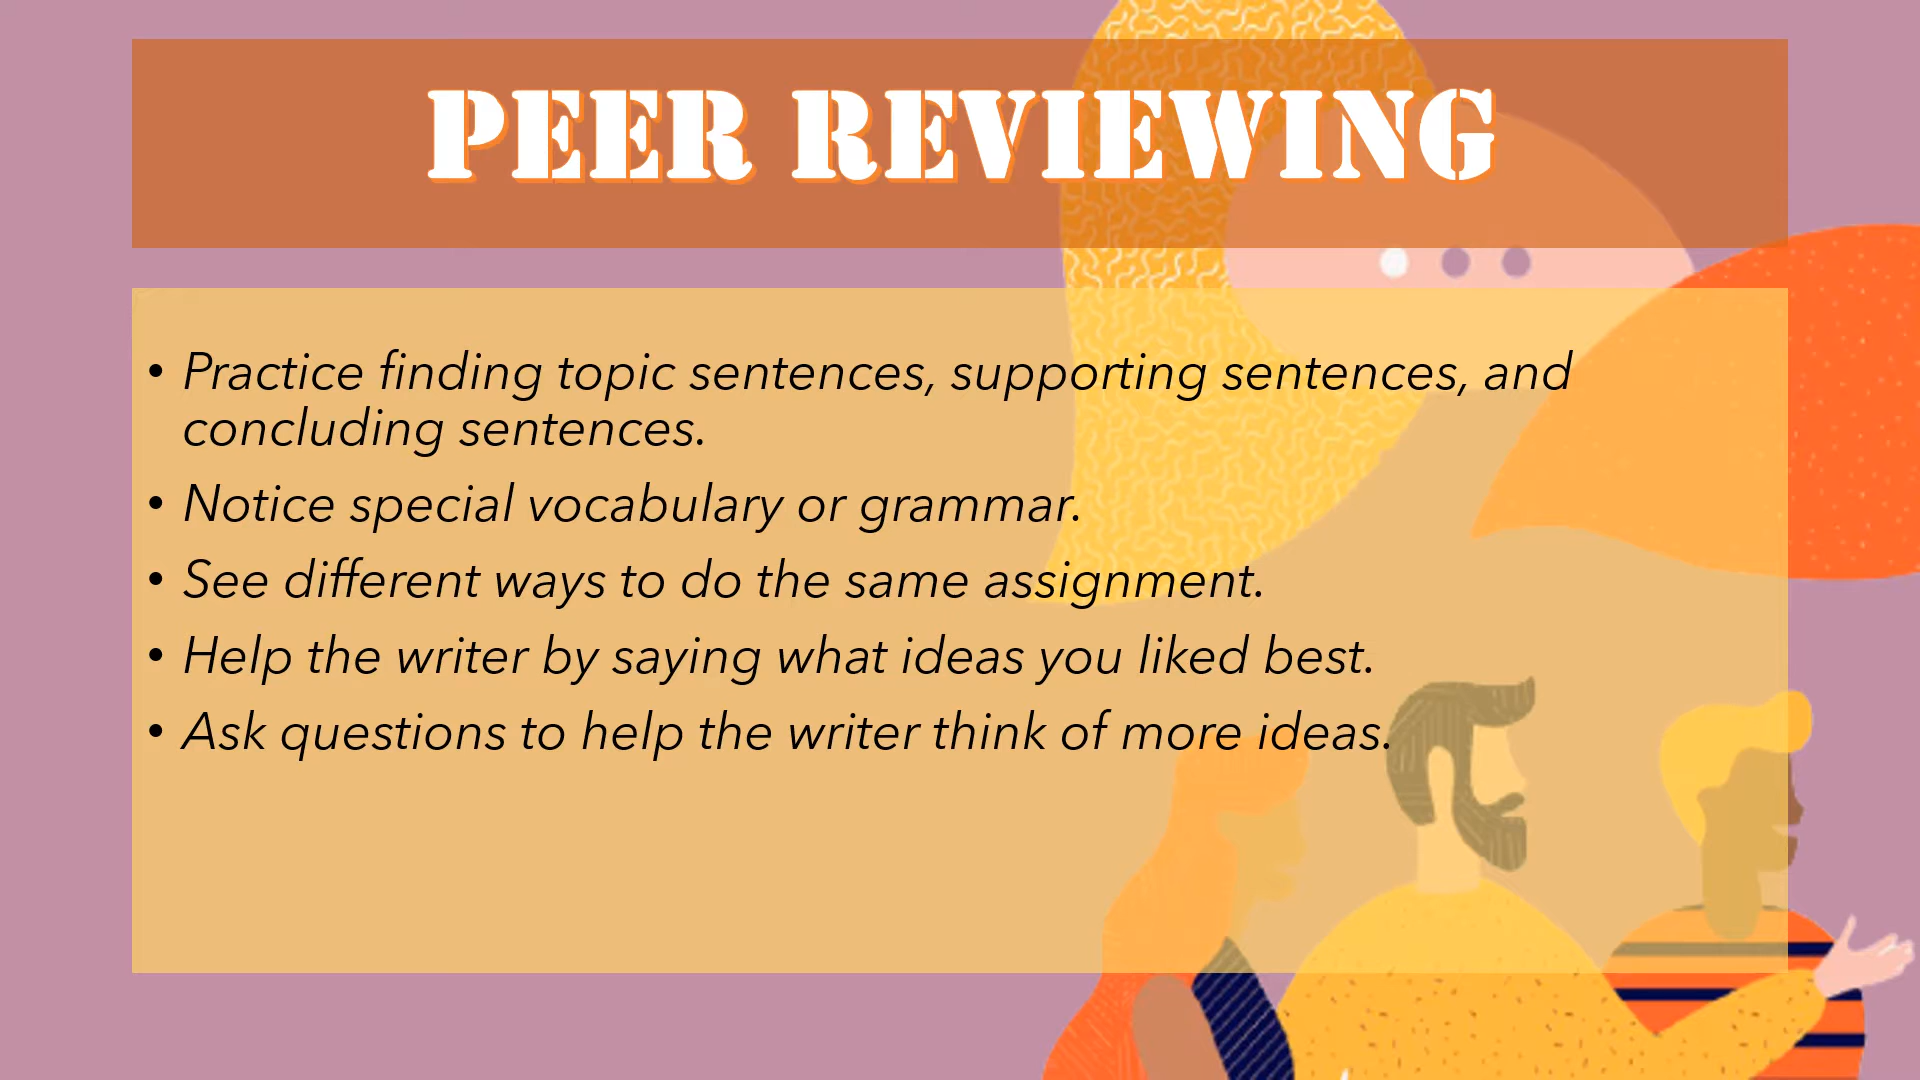 PEER REVIEWING
• Practice finding topic sentences, supporting sentences, and
concluding sentences.
• Notice special vocabulary or grammar.
• See different ways to do the same assignment.
• Help the writer by saying what ideas you liked best.
• Ask questions to help the writer think of more ideas.